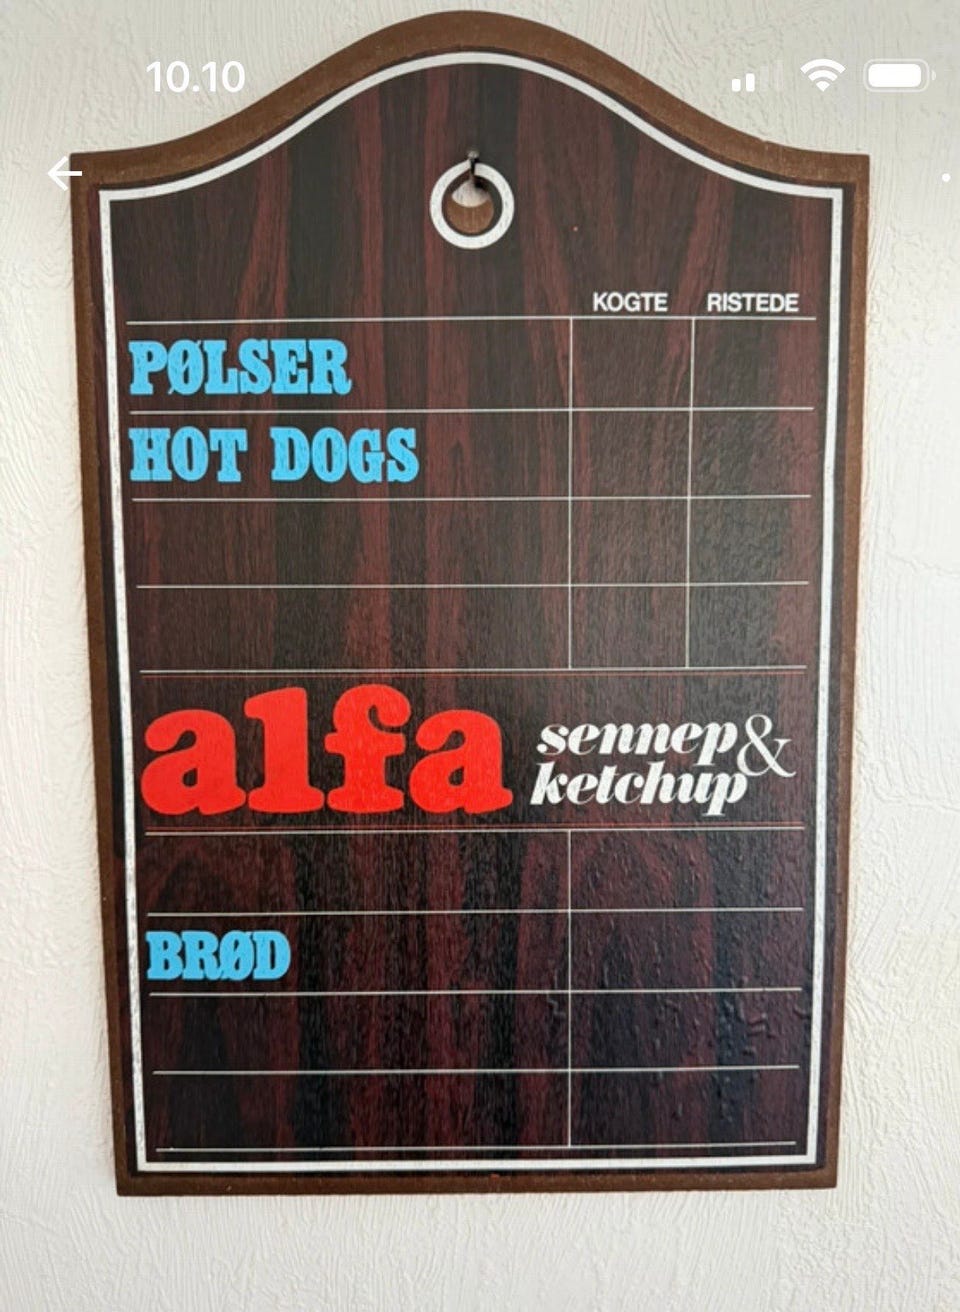 10.10
KOGTE RISTEDE
PØLSER
HOT DOGS
alfa sennep &
ketchup
BRØD